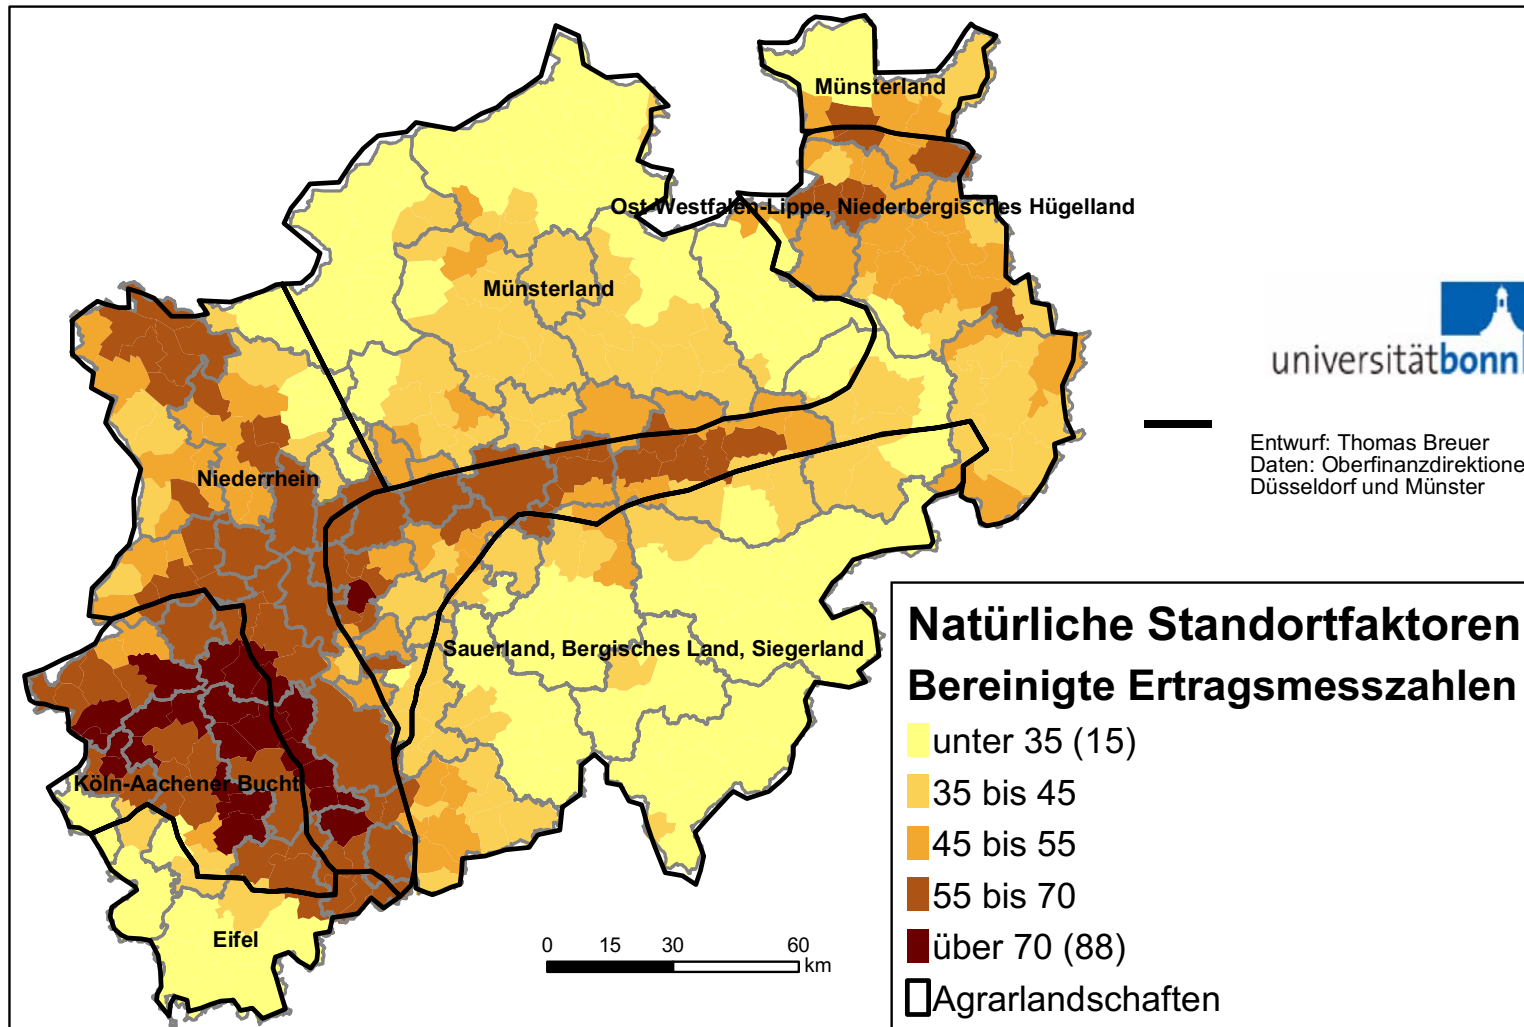 Münsterland
Ost-Westfalen-Lippe, Niederbergisches Hügelland
Münsterland
universitätbonn
Entwurf: Thomas Breuer
Daten: Oberfinanzdirektione
Düsseldorf und Münster
Niederrhein
Sauerland, Bergisches Land, Siegerland
Köln-Aachener Bucht
Eifel
0 15 30 60
km
Natürliche Standortfaktoren
Bereinigte Ertragsmesszahlen
unter 35 (15)
35 bis 45
45 bis 55
55 bis 70
über 70 (88)
Agrarlandschaften